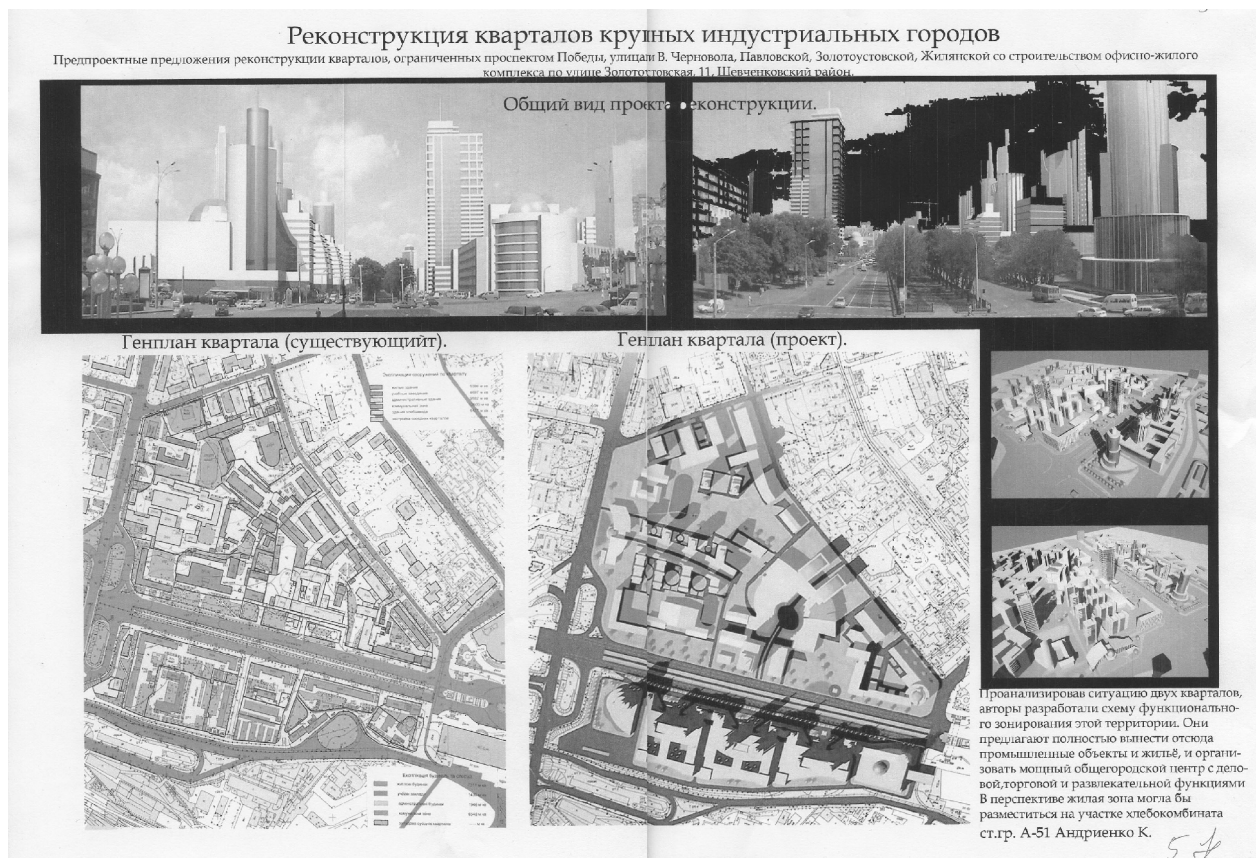 Реконструкция кварталов крупных индустриальных городов
Предпроектные предложения реконструкции кварталов, ограниченных проспектом Победы, улицаи В. Черновола, Павловской, Золотоустовской, Жилянской со строительством офисно-жилого
комплекса по улице Золототтовская, 11, Шевченковский район.
Общий вид проекта реконструкции.
Генплан квартала (существующийт).
Генплан квартала (проект).
Проанализировав ситуацию двух кварталов,
авторы разработали схему функционально-
го зонирования этой территории. Они
предлагают полностью вынести отсюда
промышленные объекты и жильё, и органи-
зовать мощный общегородской центр с дело-
вой,торговой и развлекательной функциями
В перспективе жилая зона могла бы
разместиться на участке хлебокомбината
ст.гр. А-51 Андриенко К.